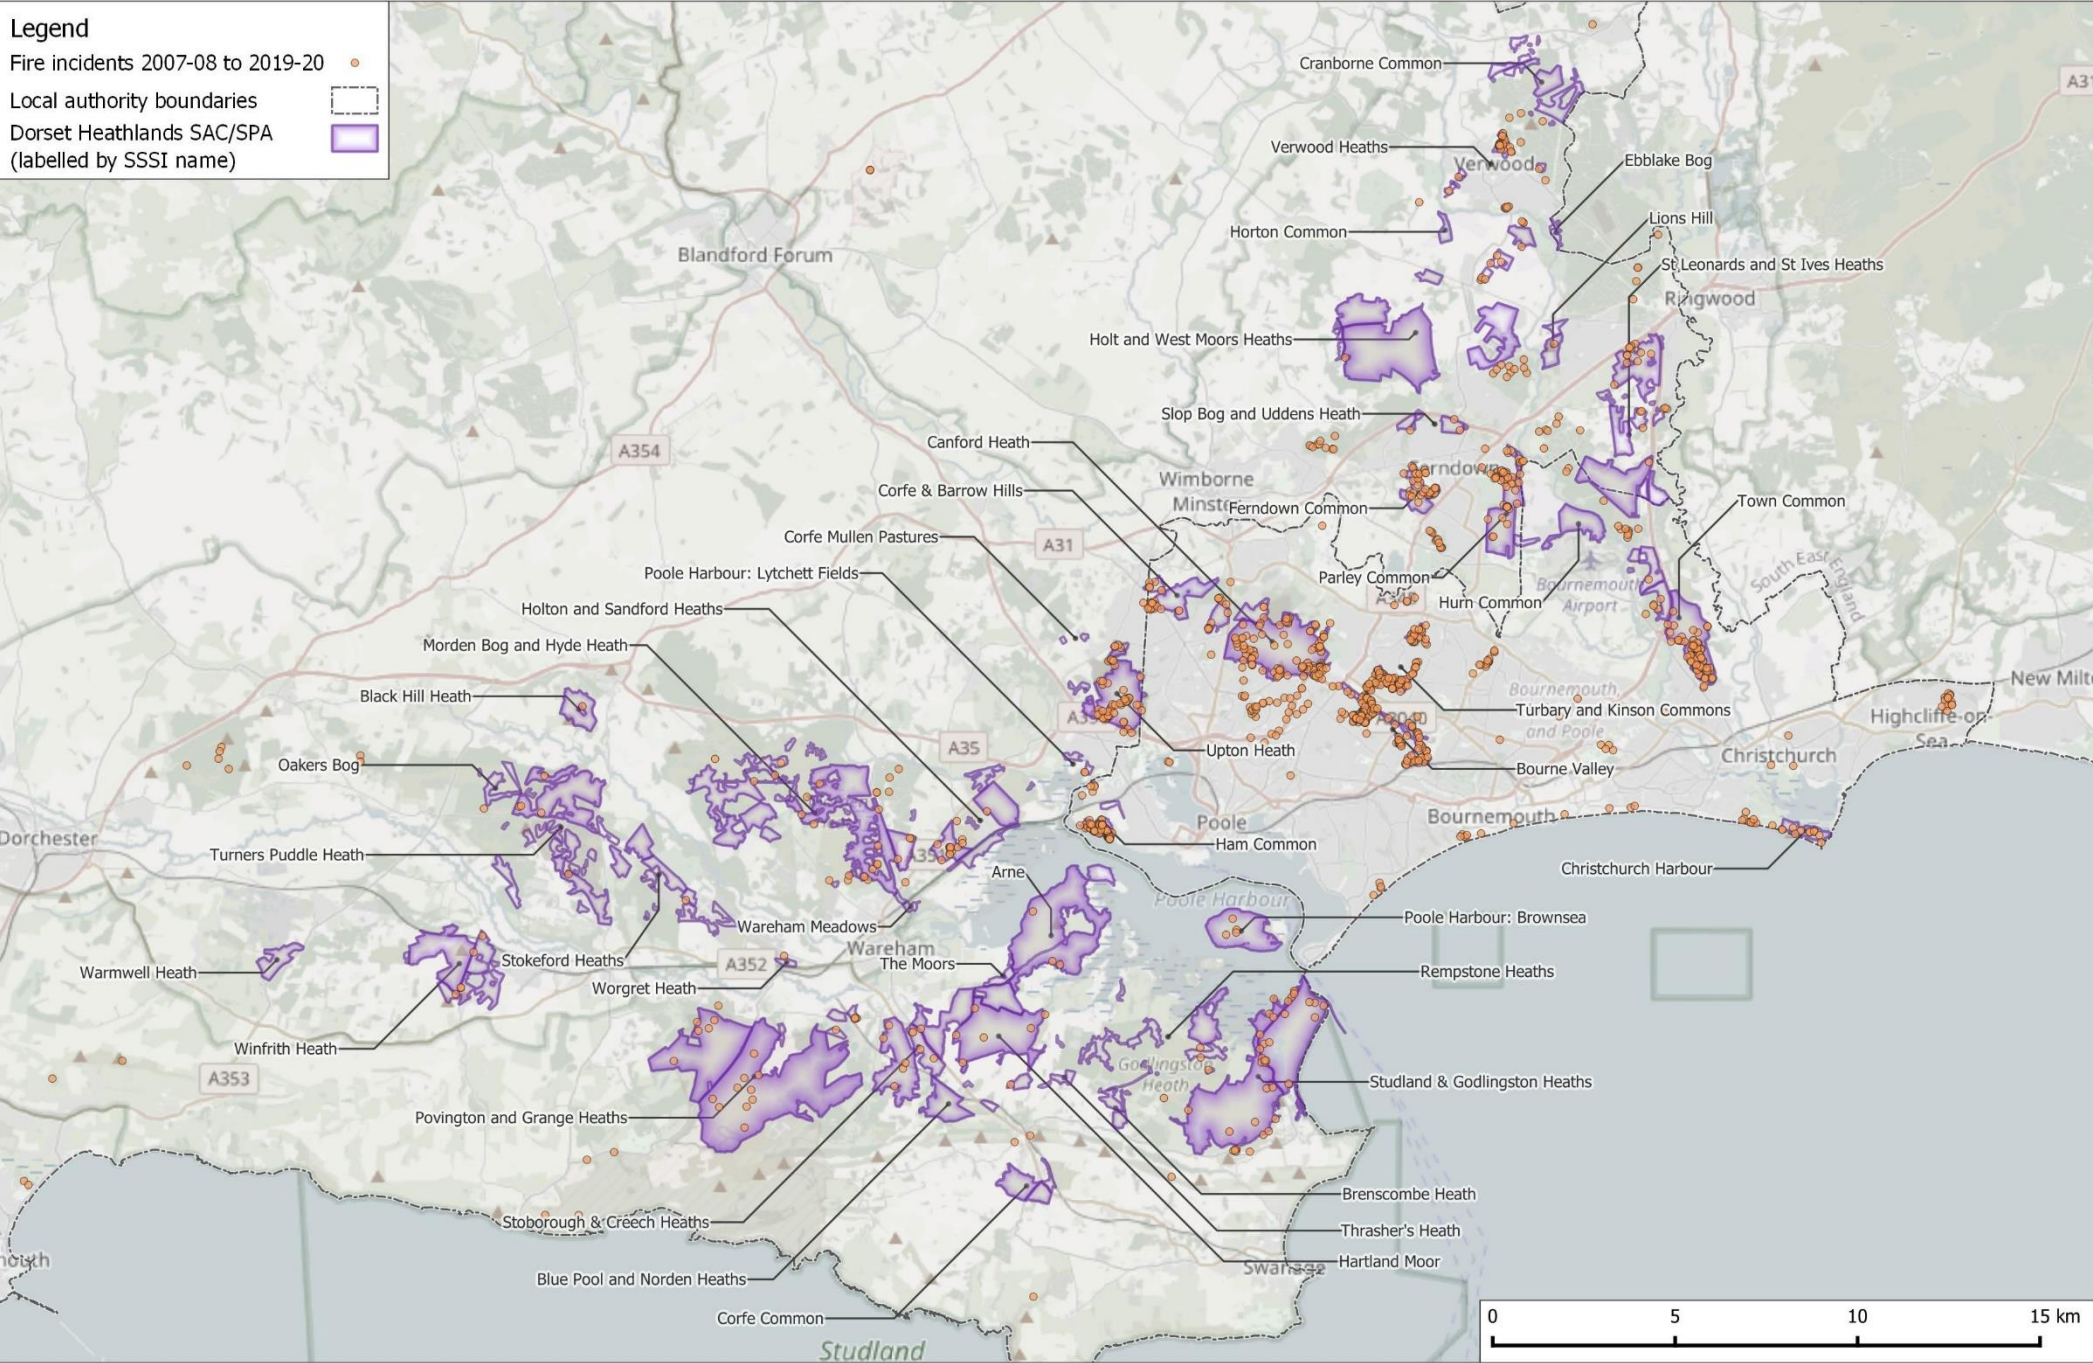 Legend
Fire incidents 2007-08 to 2019-20
Local authority boundaries
Dorset Heathlands SAC/SPA
(labelled by SSSI name)
Cranborne Common
A31
Verwood Heaths
Verwood
Ebblake Bog
Lions Hill
Horton Common
Blandford Forum
St Leonards and St Ives Heaths
Ringwood
Holt and West Moors Heaths
Slop Bog and Uddens Heath
Canford Heath
A354
Ferndown
Wimborne
Minster
Corfe & Barrow Hills
Town Common
Ferndown Common
Corfe Mullen Pastures
A31
Poole Harbour: Lytchett Fields
Parley Common
South East England
Bournemouth
Airport
Hurn Common
Holton and Sandford Heaths
Morden Bog and Hyde Heath
Black Hill Heath
Bournemouth,
and Poole
New Milt
Turbary and Kinson Commons
Highcliffe-on-
Sea
A35
Upton Heath
Christchurch
Oakers Bog
Bourne Valley
Dorchester
Poole
Bournemouth
Ham Common
Turners Puddle Heath
Christchurch Harbour
Arne
Poole Harbour
Poole Harbour: Brownsea
Wareham Meadows
Wareham
Stokeford Heaths
A352
The Moors
Warmwell Heath
Rempstone Heaths
Worgret Heath
Winfrith Heath
Godlingston
Heath
A353
Studland & Godlingston Heaths
Povington and Grange Heaths
Brenscombe Heath
Stoborough & Creech Heaths
Thrasher's Heath
Hartland Moor
Swanage
mouth
Blue Pool and Norden Heaths
Corfe Common
Studland
0 5 10 15 km